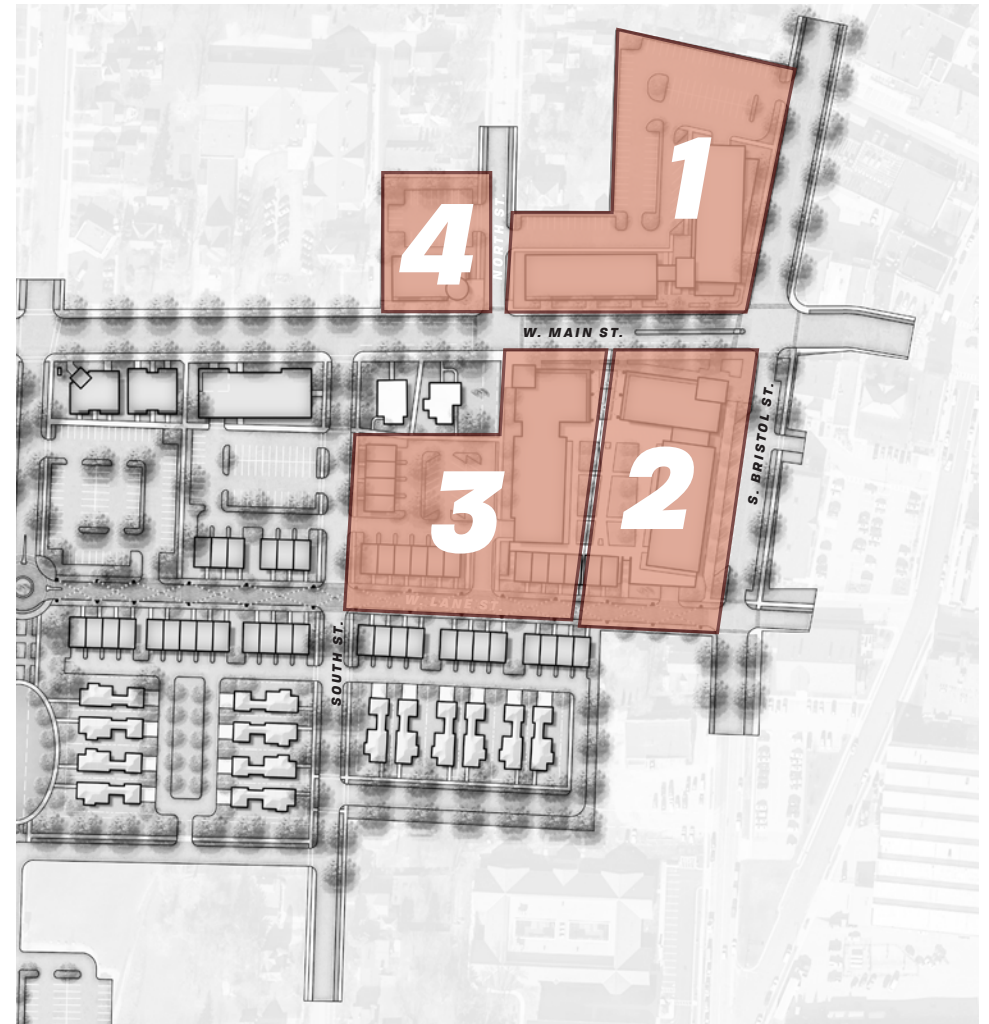 1
4
NORTH ST.
W. MAIN ST.
S. BRISTOL ST.
2
3
W. LANE ST.
SOUTH ST.